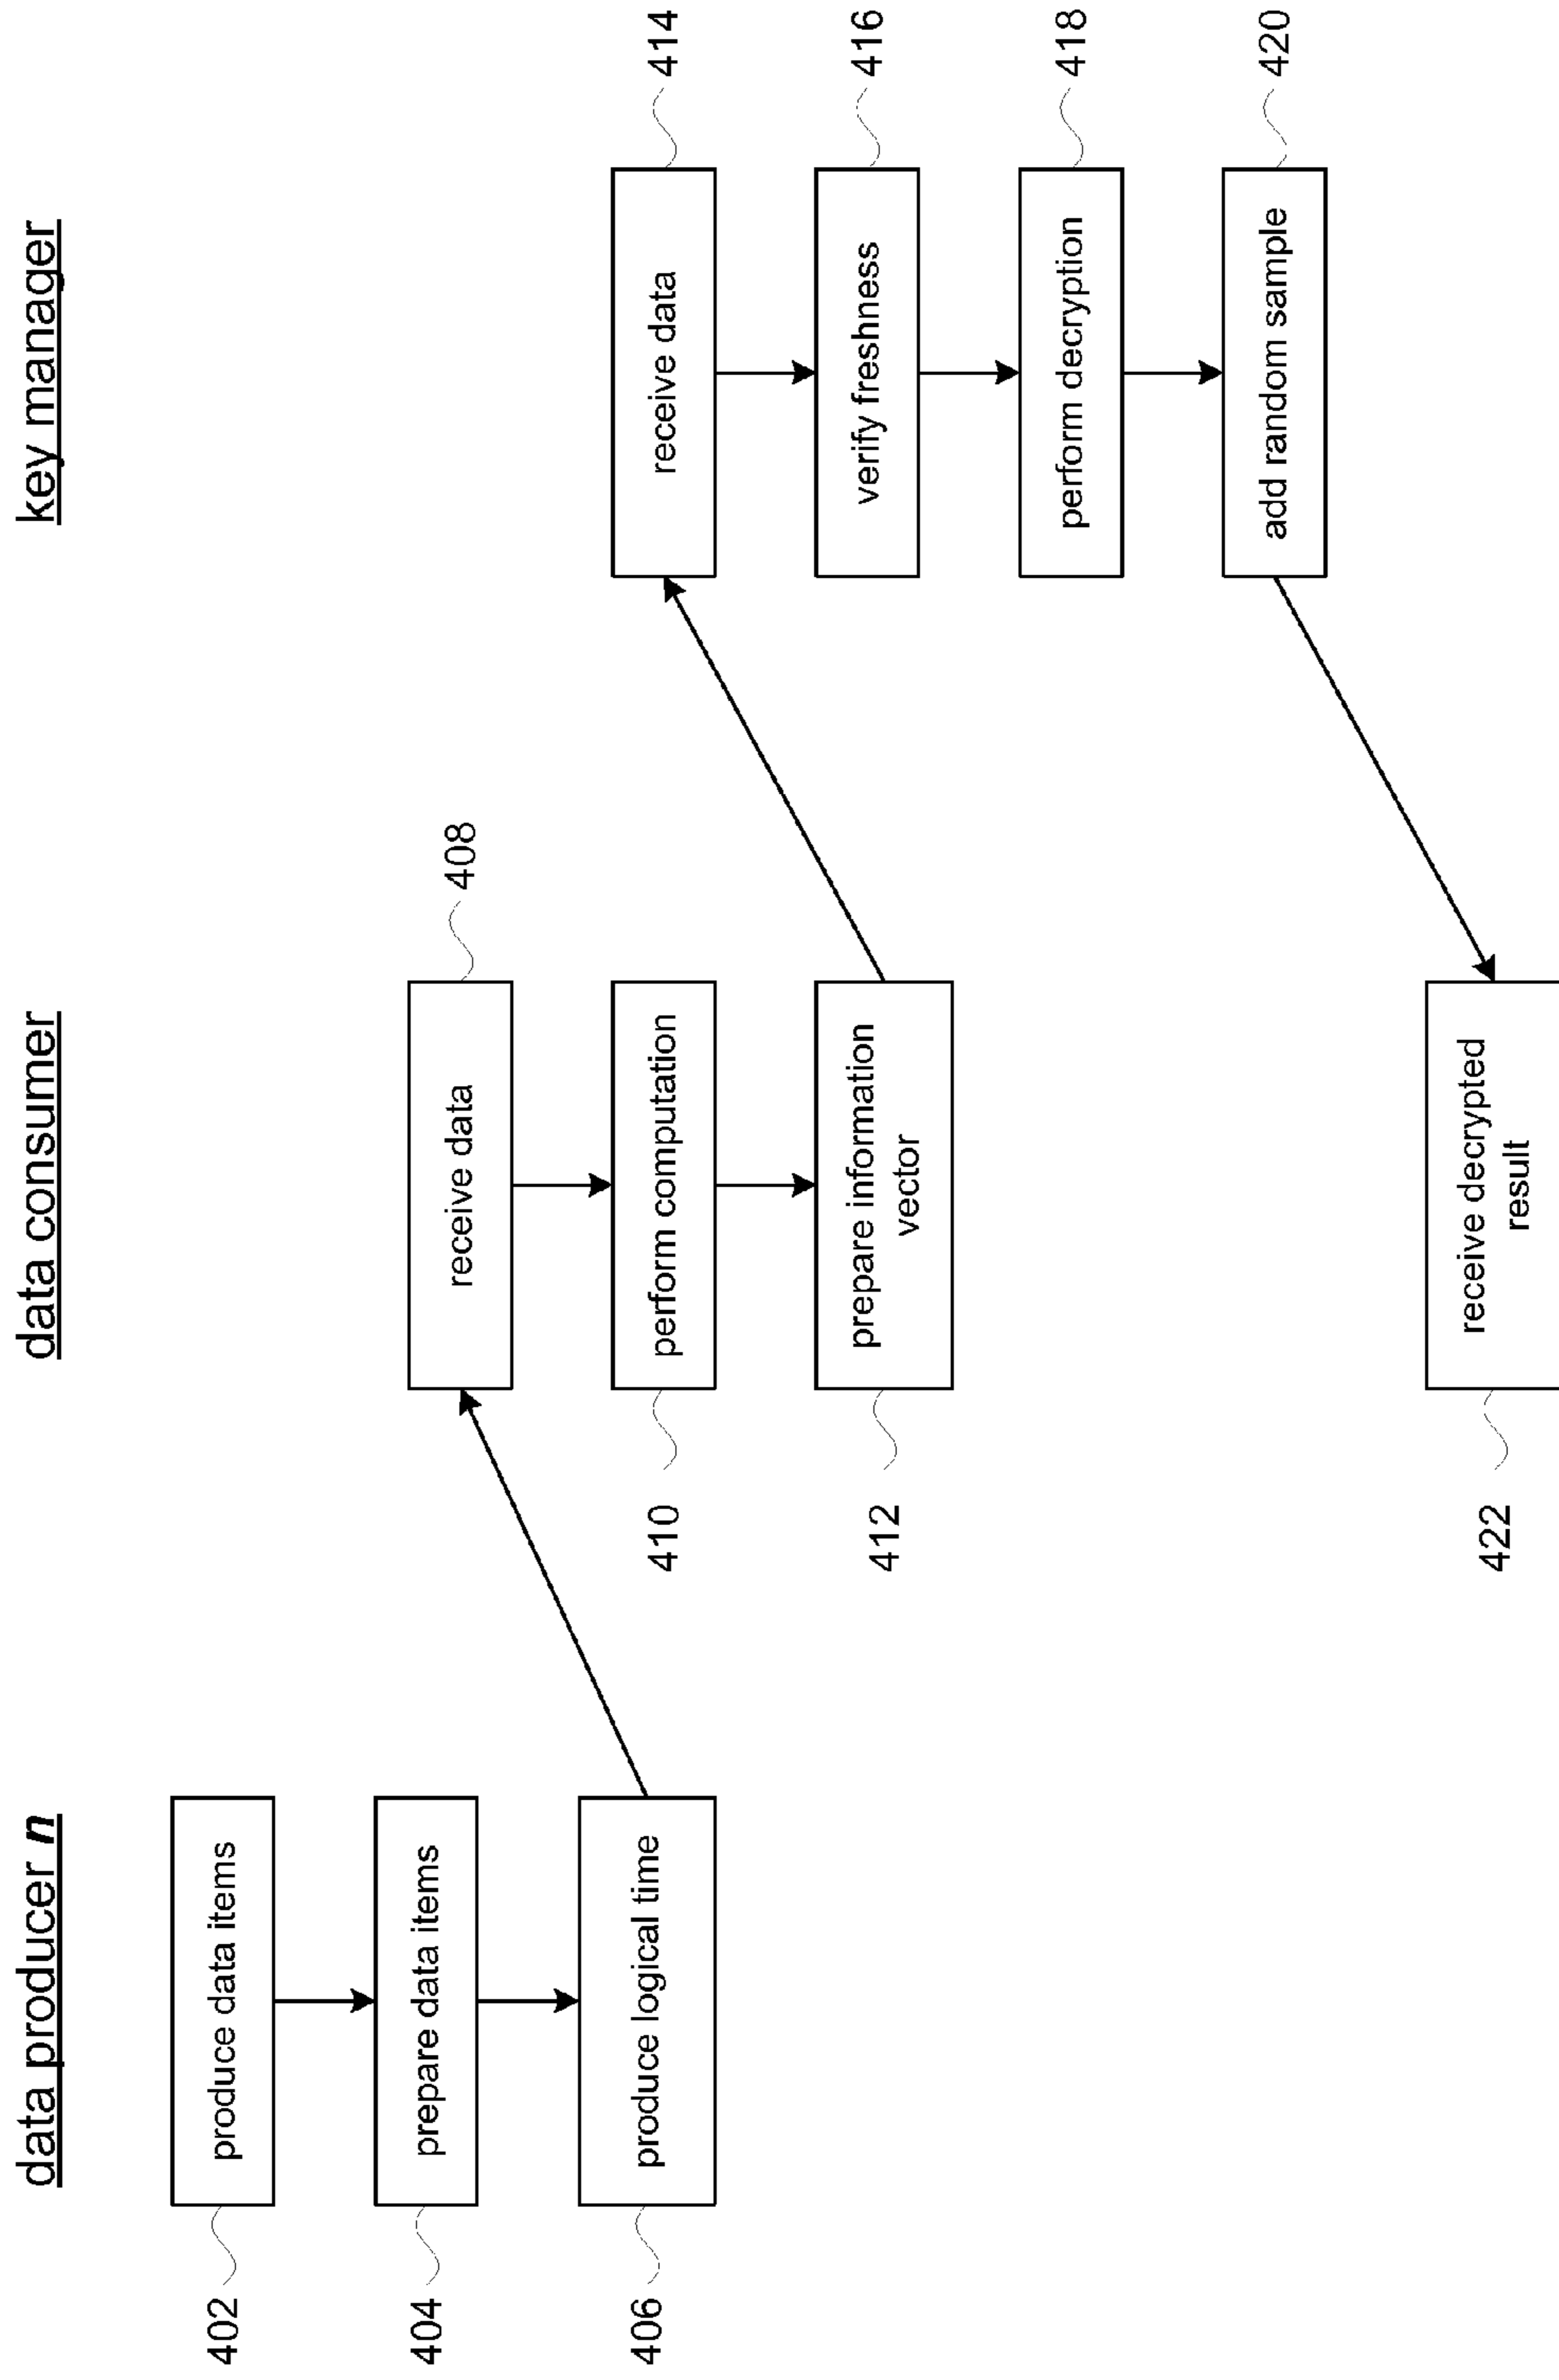 data producer n
data consumer
key manager
402
produce data items
404
prepare data items
406
produce logical time
408
receive data
410
perform computation
412
prepare information
vector
414
receive data
416
verify freshness
418
perform decryption
420
add random sample
422
receive decrypted
result